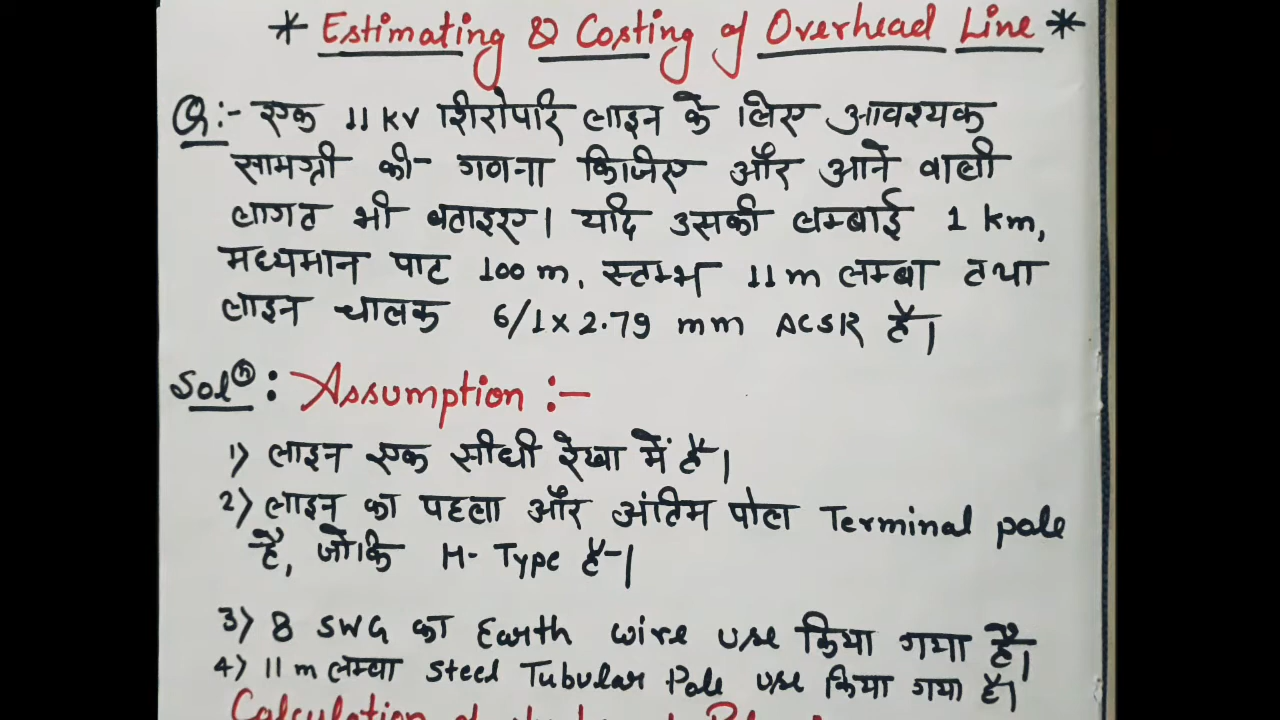 * Estimating & Costing of Overhead Line *
Q:- एक 11 KV शिरोपरि लाइन के लिए आवश्यक
सामग्री की गणना किजिए और आने वाली
लागत भी बताइए। यदि उसकी लम्बाई 1 km,
मध्यमान पाट 100 m, स्तम्भ 11 m लम्बा तथा
लाइन चालक 6/1 x 2.79 mm ACSR है।
Solⁿ: Assumption :-
1) लाइन एक सीधी रेखा में है।
2) लाइन का पहला और अंतिम पोल Terminal pole
है, जोकि H- Type है।
3) 8 SWG का Earth wire use किया गया है।
4) 11 m लम्बा Steel Tubular Pole use किया गया है।
Calculation of